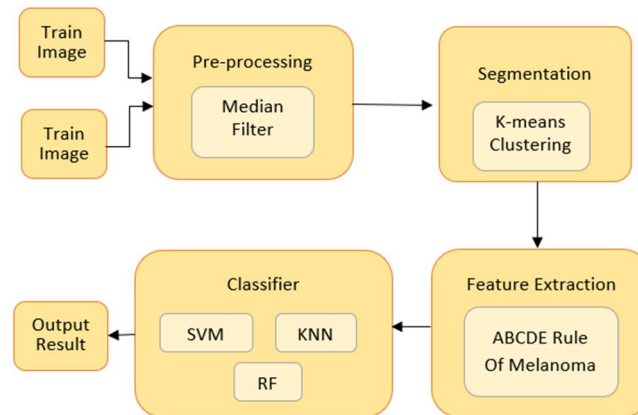 Train
Image
Train
Image
Pre-processing
Median
Filter
Segmentation
K-means
Clustering
Feature Extraction
ABCDE Rule
Of Melanoma
Classifier
SVM
KNN
RF
Output
Result